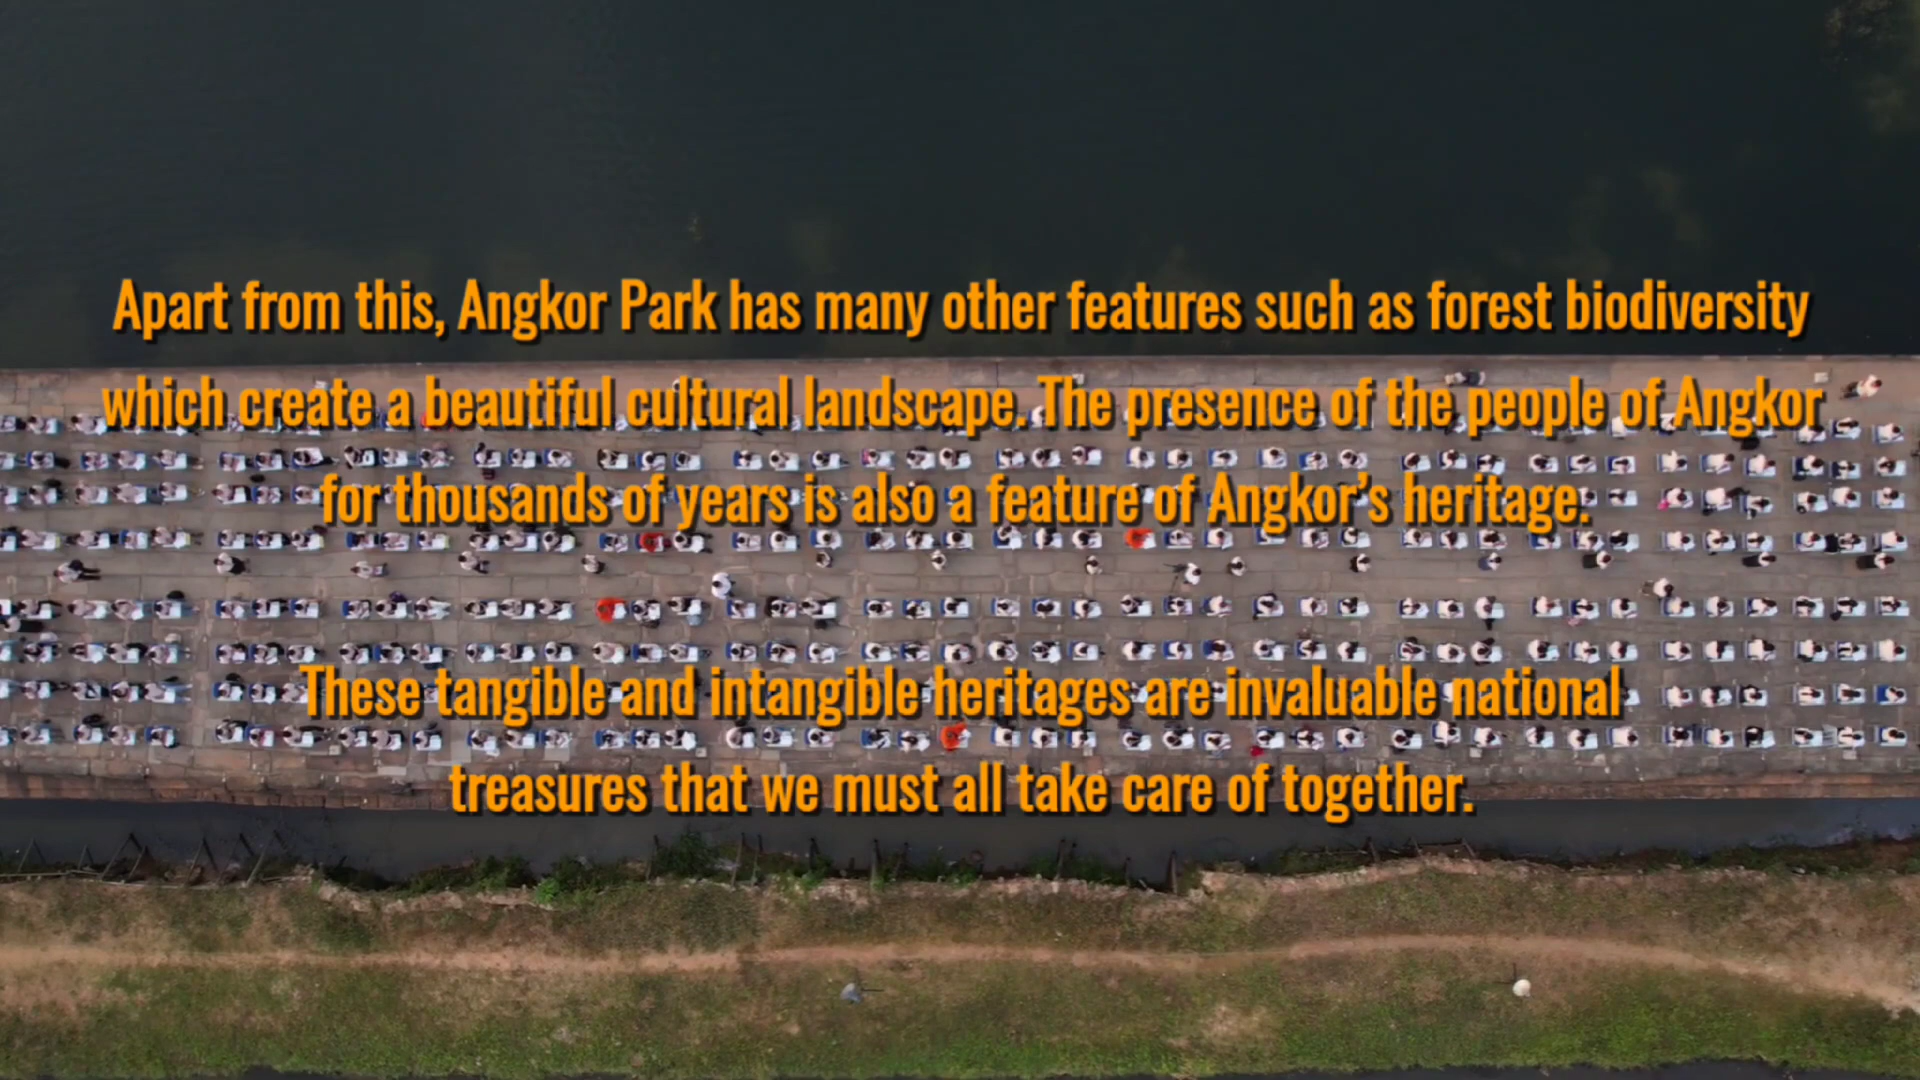 Apart from this, Angkor Park has many other features such as forest biodiversity
which create a beautiful cultural landscape. The presence of the people of Angkor
for thousands of years is also a feature of Angkor’s heritage.
These tangible and intangible heritages are invaluable national
treasures that we must all take care of together.